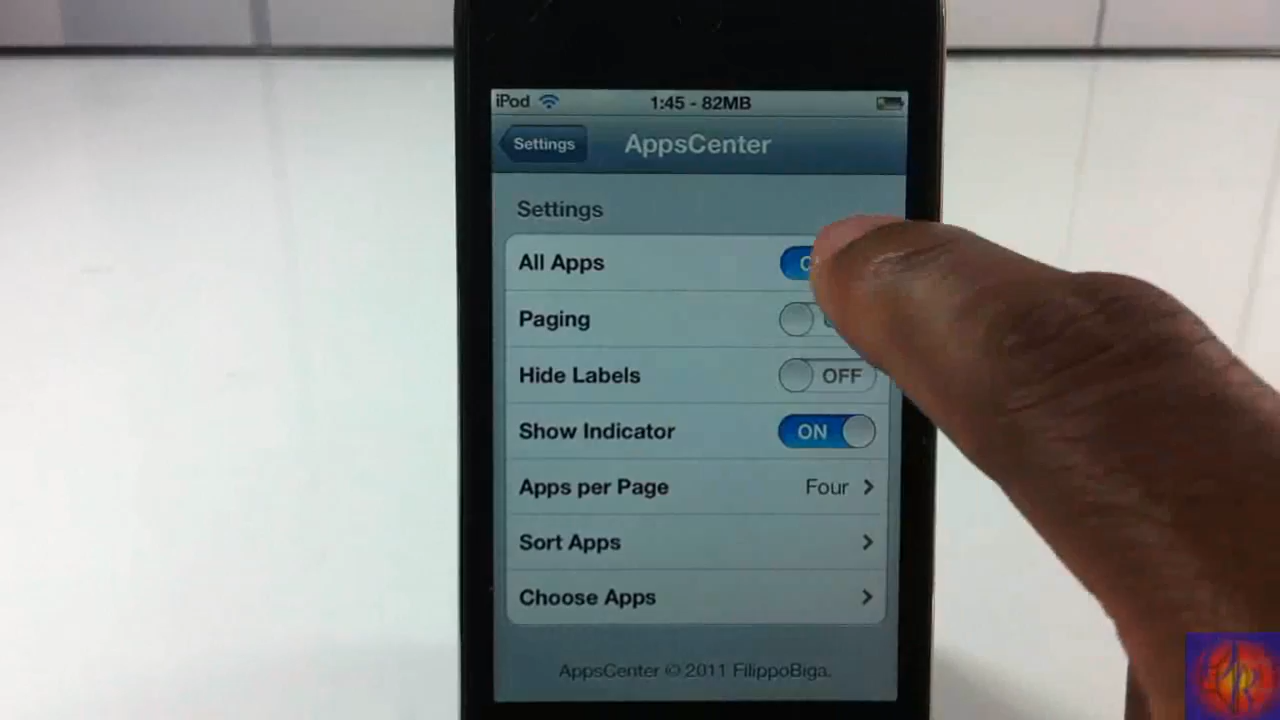 iPod 1:45 - 82MB
Settings AppsCenter
Settings
All Apps
Paging
Hide Labels OFF
Show Indicator ON
Apps per Page Four
Sort Apps
Choose Apps
AppsCenter © 2011 FilippoBiga.